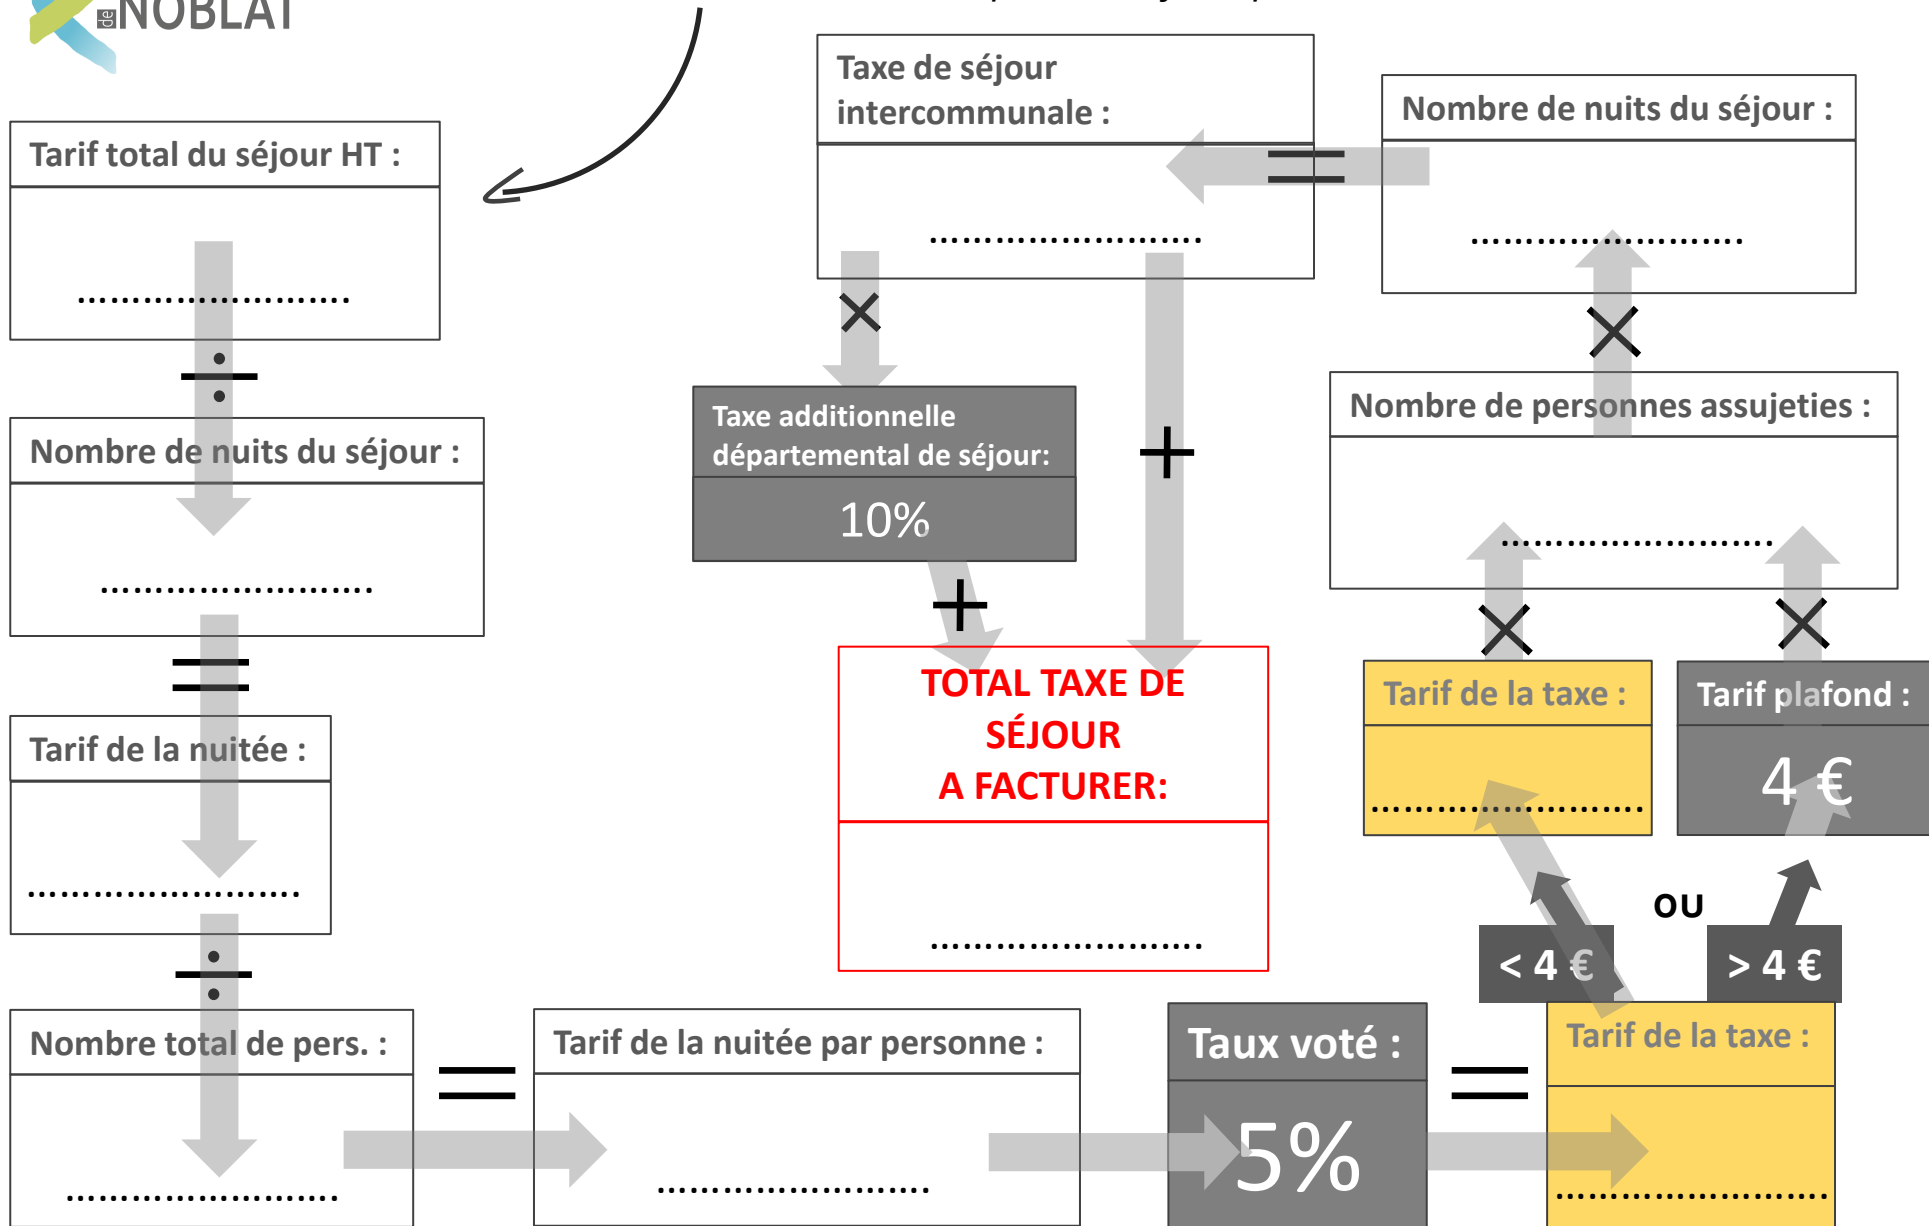 de NOBLAT
Tarif total du séjour HT :
........................
÷
Nombre de nuits du séjour :
........................
=
Tarif de la nuitée :
........................
÷
Nombre total de pers. :
........................
=
Tarif de la nuitée par personne :
........................
Taux voté :
5%
=
Tarif de la taxe :
........................
< 4 €
OU
> 4 €
Tarif de la taxe :
........................
Tarif plafond :
4 €
×
×
Nombre de personnes assujeties :
........................
×
Nombre de nuits du séjour :
........................
=
Taxe de séjour
intercommunale :
........................
×
Taxe additionnelle
départemental de séjour:
10%
+
+
TOTAL TAXE DE
SÉJOUR
A FACTURER:
........................